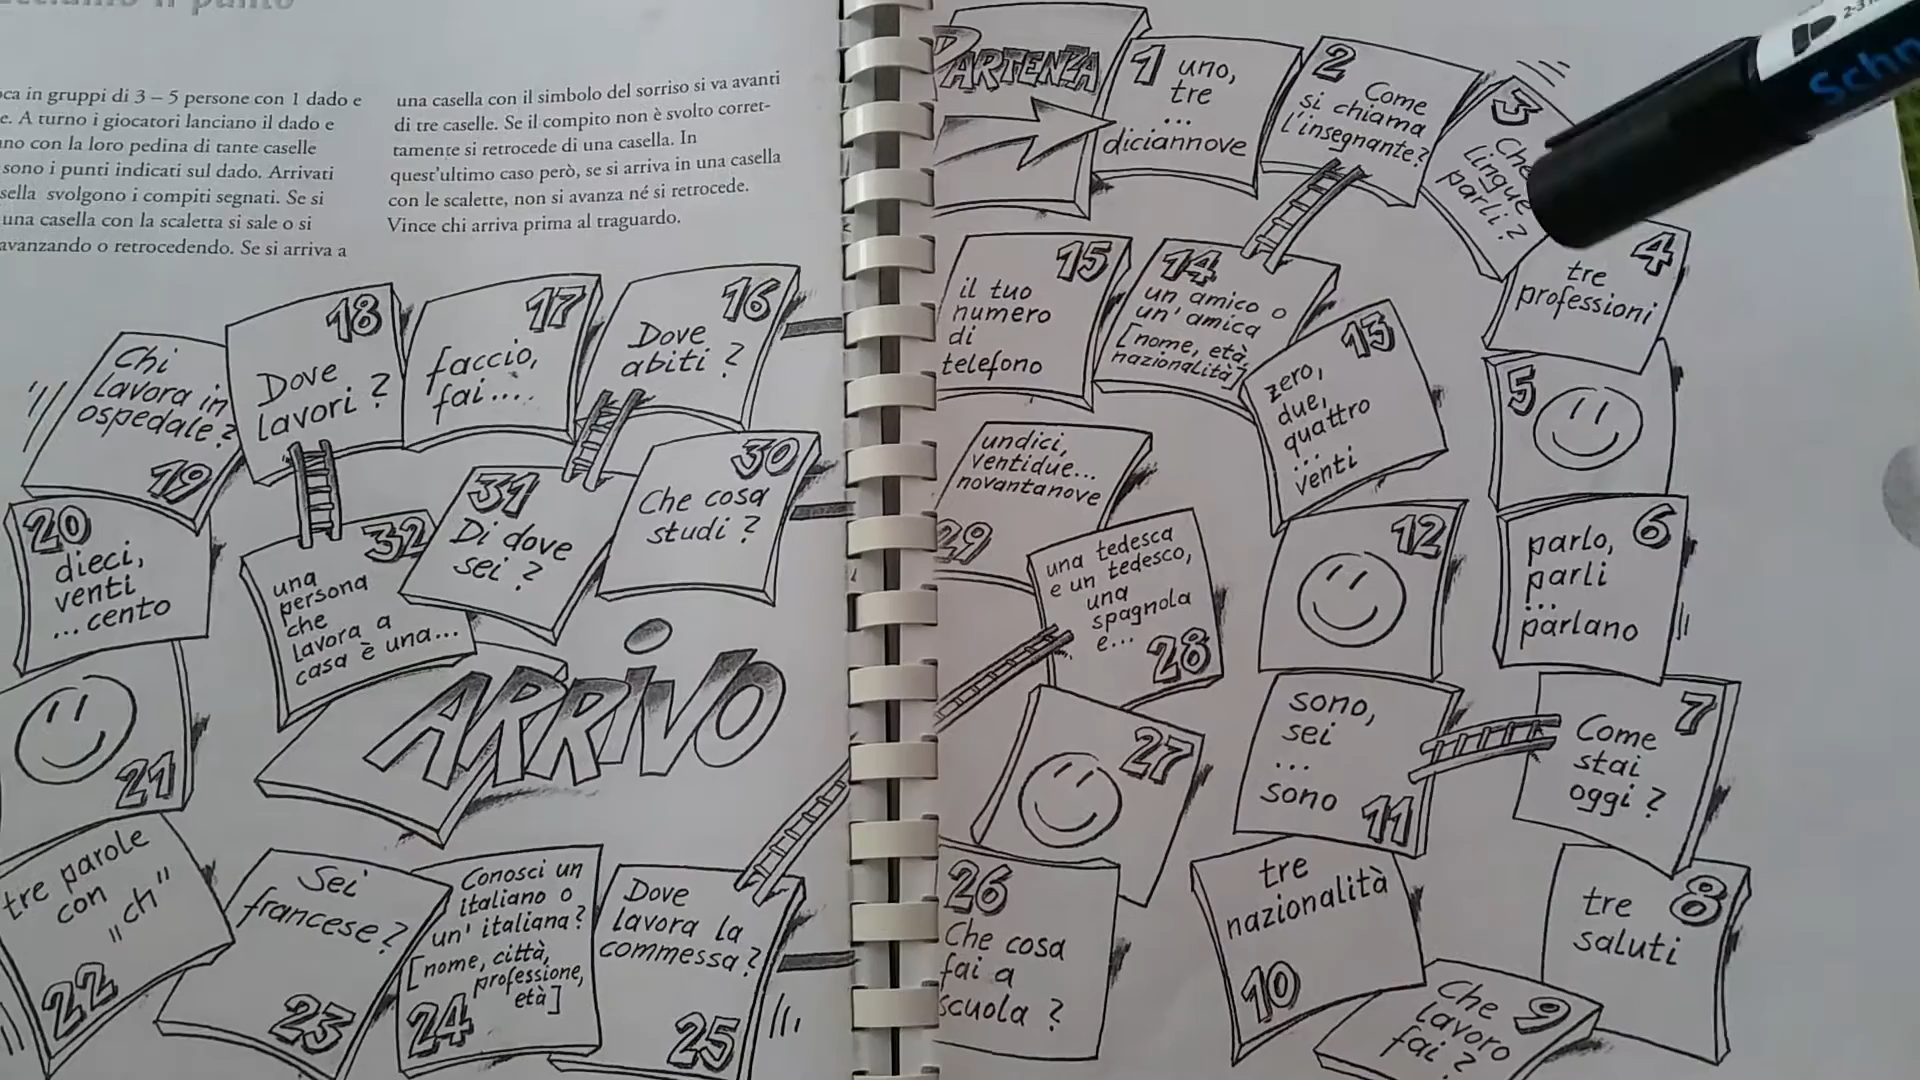 il punto
oca in gruppi di 3 – 5 persone con 1 dado e
e. A turno i giocatori lanciano il dado e
no con la loro pedina di tante caselle
sono i punti indicati sul dado. Arrivati
sella svolgono i compiti segnati. Se si
una casella con la scaletta si sale o si
avanzando o retrocedendo. Se si arriva a
una casella con il simbolo del sorriso si va avanti
di tre caselle. Se il compito non è svolto corret-
tamente si retrocede di una casella. In
quest'ultimo caso però, se si arriva in una casella
con le scalette, non si avanza né si retrocede.
Vince chi arriva prima al traguardo.
PARTENZA
1 uno,
tre
...
diciannove
2 Come
si chiama
l'insegnante?
3
Che
lingue
parli?
4
tre
professioni
5
6
parlo,
parli
...
parlano
7
Come
stai
oggi?
8
tre
saluti
9
Che
lavoro
fai?
tre
nazionalità
10
sono,
sei
...
sono 11
12
13
zero,
due,
quattro
...
venti
14
un amico o
un'amica
[nome, età,
nazionalità]
15
il tuo
numero
di
telefono
16
Dove
abiti?
17
faccio,
fai....
18
Dove
lavori?
Chi
lavora in
ospedale?
19
20
dieci,
venti
...cento
21
tre parole
con
"ch"
22
Sei
francese?
23
Conosci un
italiano o
un'italiana?
[nome, città,
professione,
età]
24
Dove
lavora la
commessa?
25
26
Che cosa
fai a
scuola?
27
una tedesca
e un tedesco,
una
spagnola
e...
28
undici,
ventidue...
novantanove
29
30
Che cosa
studi?
31
Di dove
sei?
32
una
persona
che
lavora a
casa è una...
ARRIVO
Schn